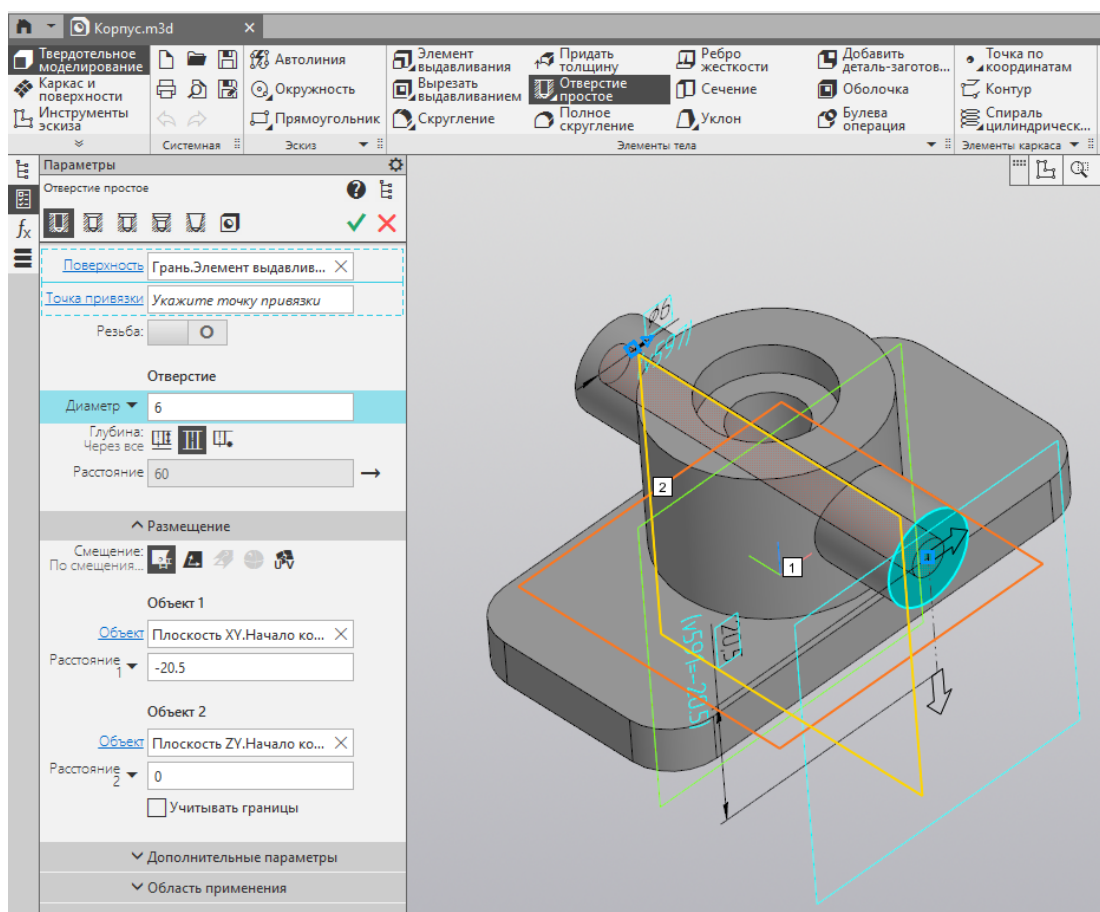 Корпус.m3d
Твердотельное моделирование
Каркас и поверхности
Инструменты эскиза
Системная
Автолиния
Окружность
Прямоугольник
Эскиз
Элемент выдавливания
Вырезать выдавливанием
Скругление
Придать толщину
Отверстие простое
Полное скругление
Ребро жесткости
Сечение
Уклон
Добавить деталь-заготов...
Оболочка
Булева операция
Элементы тела
Точка по координатам
Контур
Спираль цилиндрическ...
Элементы каркаса
Параметры
Отверстие простое
Поверхность Грань.Элемент выдавлив...
Точка привязки Укажите точку привязки
Резьба:
Отверстие
Диаметр 6
Глубина: Через все
Расстояние 60
Размещение
Смещение: По смещения...
Объект 1
Объект Плоскость XY.Начало ко...
Расстояние 1 -20.5
Объект 2
Объект Плоскость ZY.Начало ко...
Расстояние 2 0
Учитывать границы
Дополнительные параметры
Область применения
ϕ6
(v597)
2
1
20.5